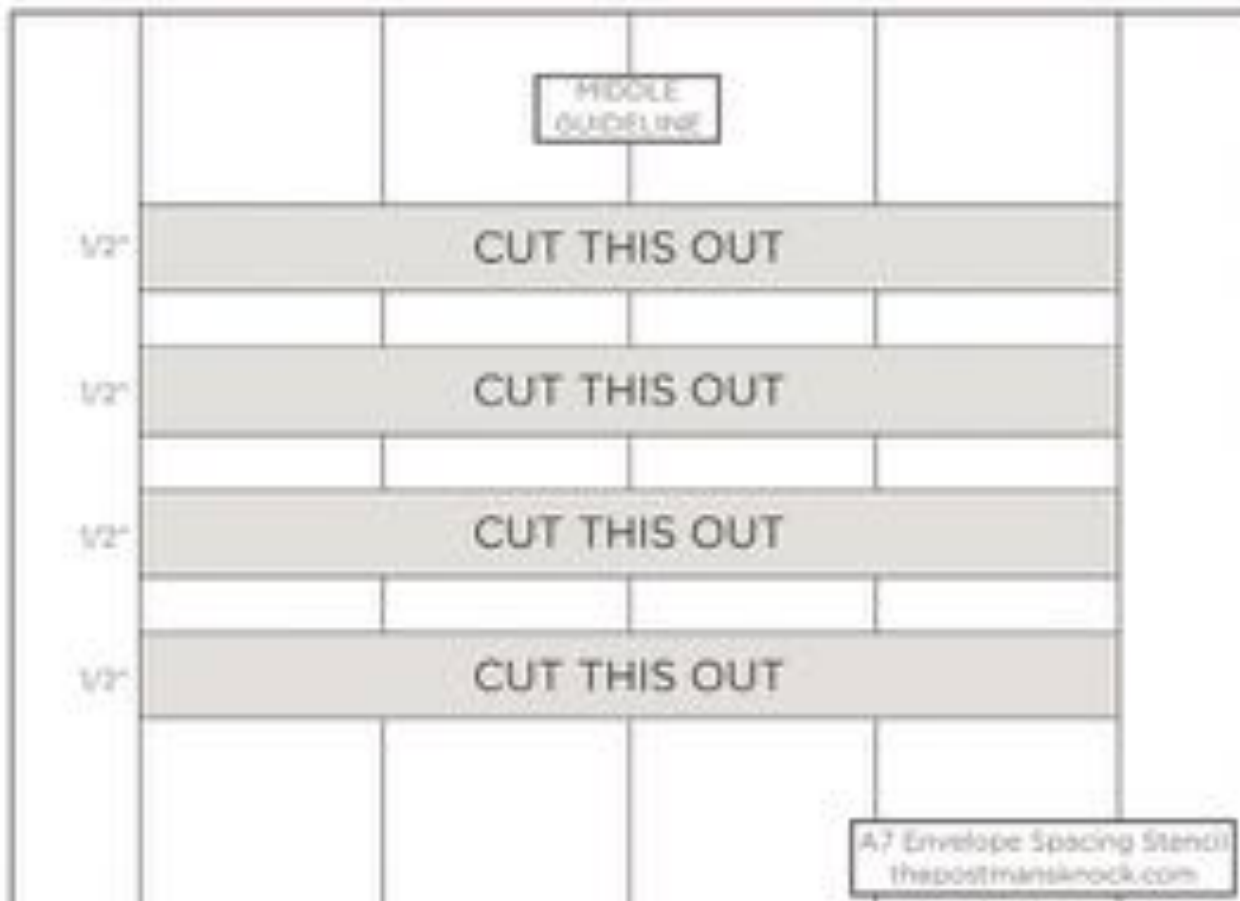 MIDDLE
GUIDELINE
1/2" CUT THIS OUT
1/2" CUT THIS OUT
1/2" CUT THIS OUT
1/2" CUT THIS OUT
A7 Envelope Spacing Stencil
thepostmansknock.com